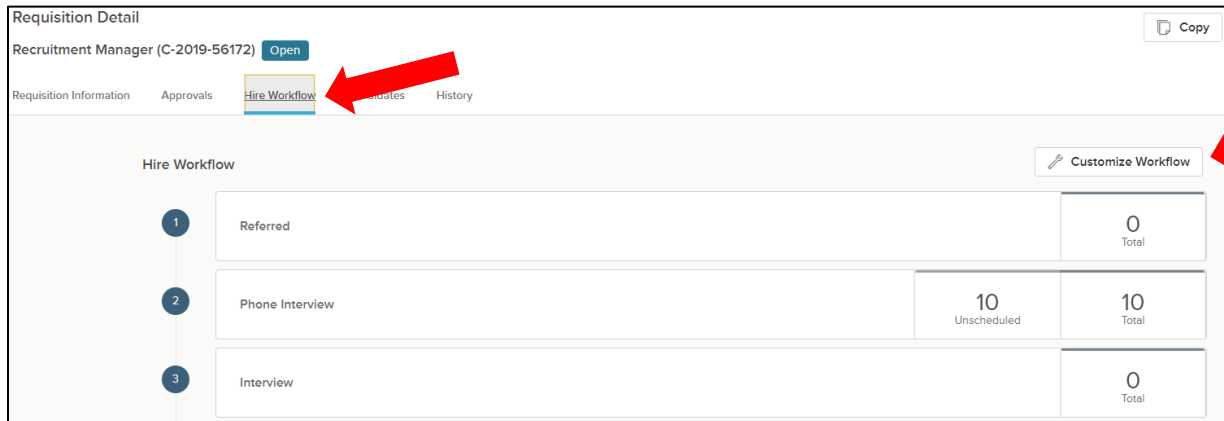 Requisition Detail
Copy
Recruitment Manager (C-2019-56172) Open
Requisition Information Approvals Hire Workflow History
Hire Workflow
Customize Workflow
1 Referred 0
Total
2 Phone Interview 10 10
Unscheduled Total
3 Interview 0
Total